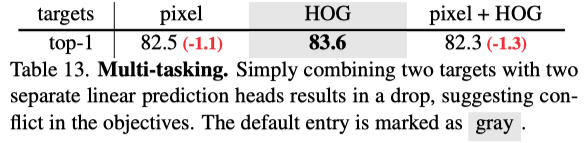 targets pixel HOG pixel + HOG
top-1 82.5 (-1.1) 83.6 82.3 (-1.3)
Table 13. Multi-tasking. Simply combining two targets with two
separate linear prediction heads results in a drop, suggesting con-
flict in the objectives. The default entry is marked as gray .